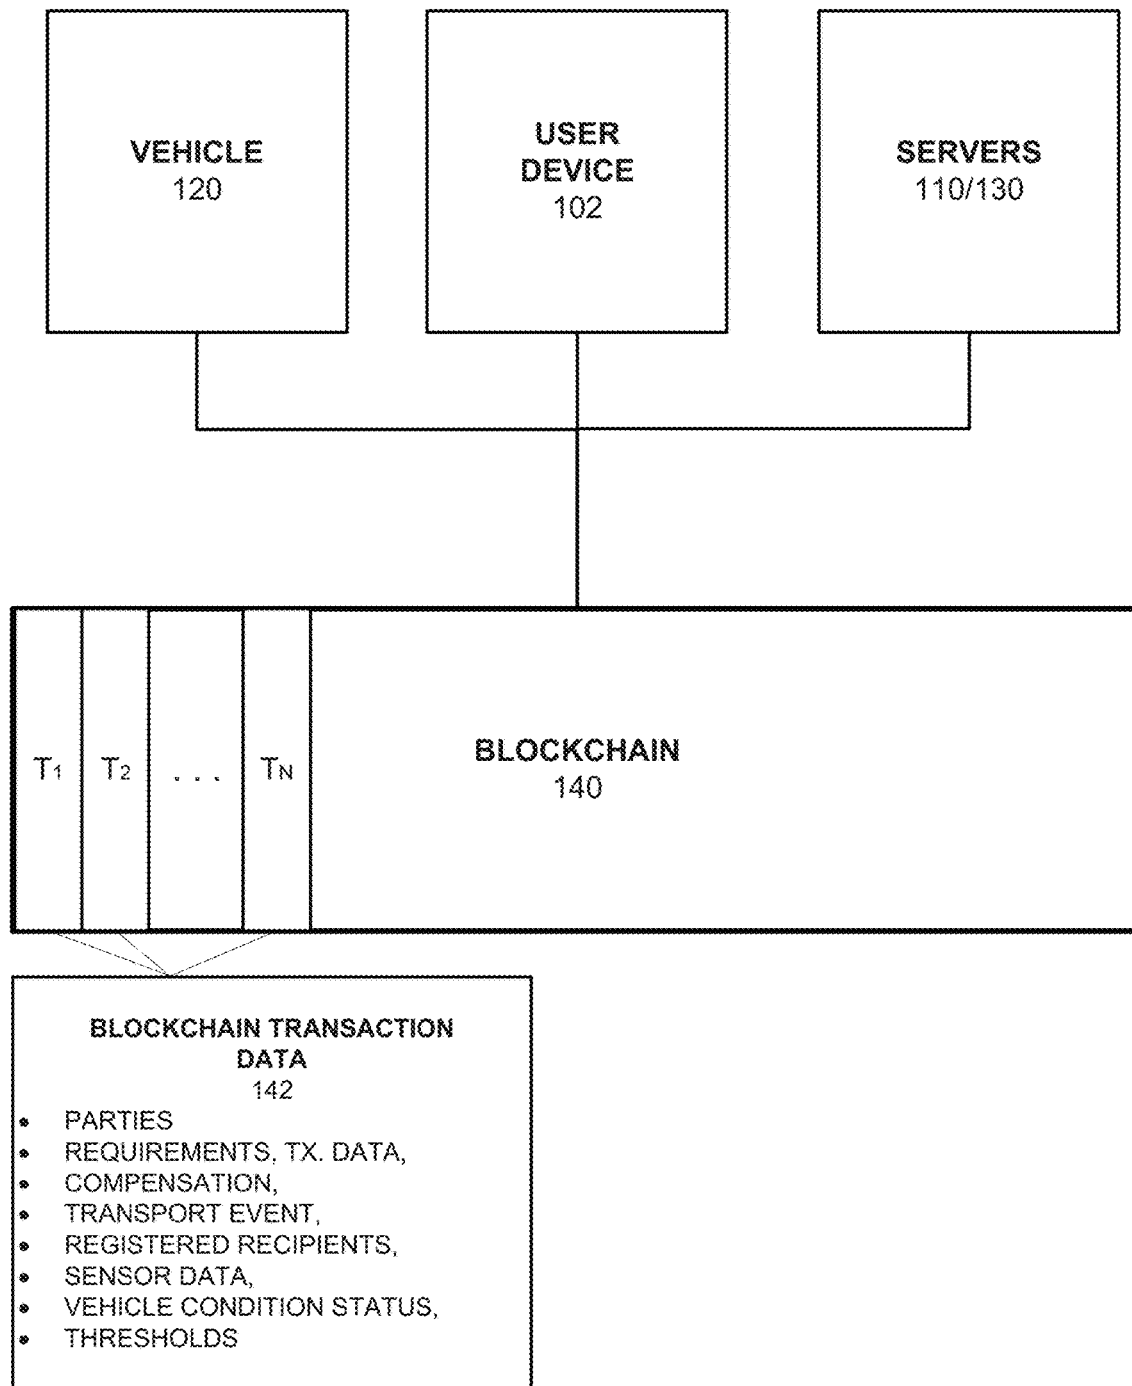 VEHICLE
120
USER
DEVICE
102
SERVERS
110/130
T1
T2
. . .
TN
BLOCKCHAIN
140
BLOCKCHAIN TRANSACTION
DATA
142
• PARTIES
• REQUIREMENTS, TX. DATA,
• COMPENSATION,
• TRANSPORT EVENT,
• REGISTERED RECIPIENTS,
• SENSOR DATA,
• VEHICLE CONDITION STATUS,
• THRESHOLDS